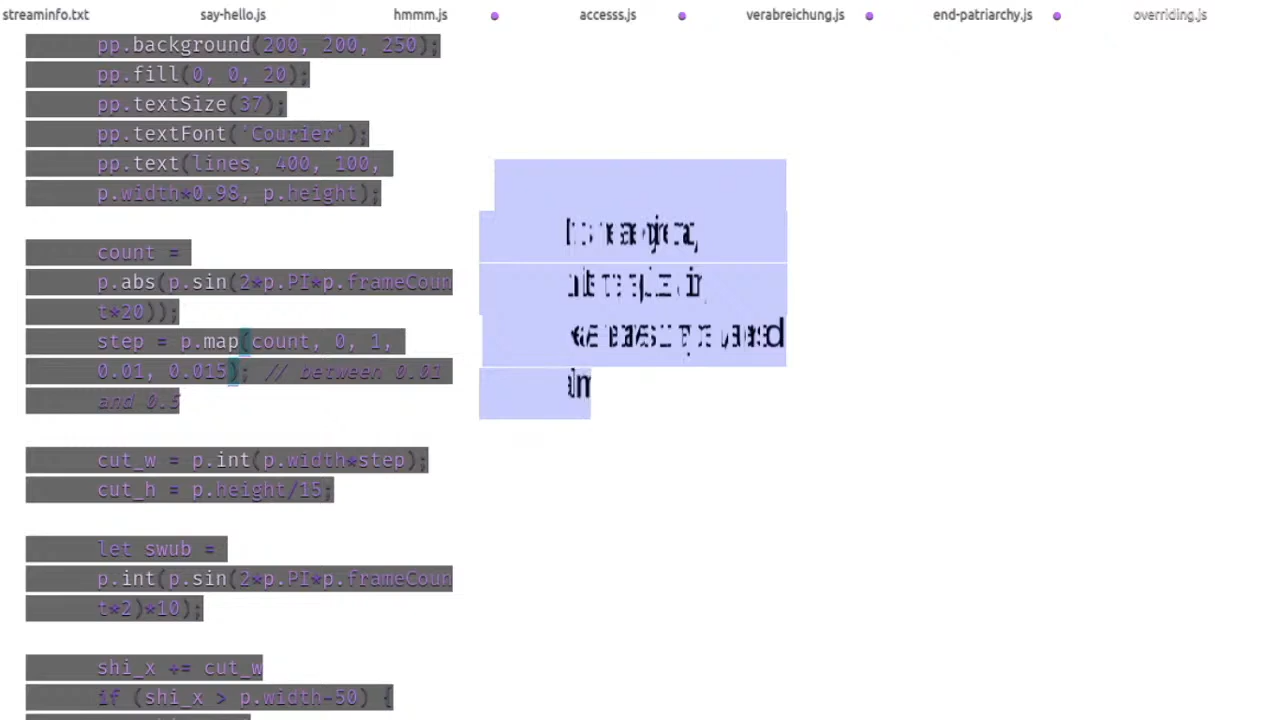 streaminfo.txt say-hello.js hmmm.js accesss.js verabreichung.js end-patriarchy.js overriding.js
pp.background(200, 200, 250);
pp.fill(0, 0, 20);
pp.textSize(37);
pp.textFont('Courier');
pp.text(lines, 400, 100,
p.width*0.98, p.height);
count =
p.abs(p.sin(2*p.PI*p.frameCoun
t*20));
step = p.map(count, 0, 1,
0.01, 0.015); // between 0.01
and 0.5
cut_w = p.int(p.width*step);
cut_h = p.height/15;
let swub =
p.int(p.sin(2*p.PI*p.frameCoun
t*2)*10);
shi_x += cut_w
if (shi_x > p.width-50) {